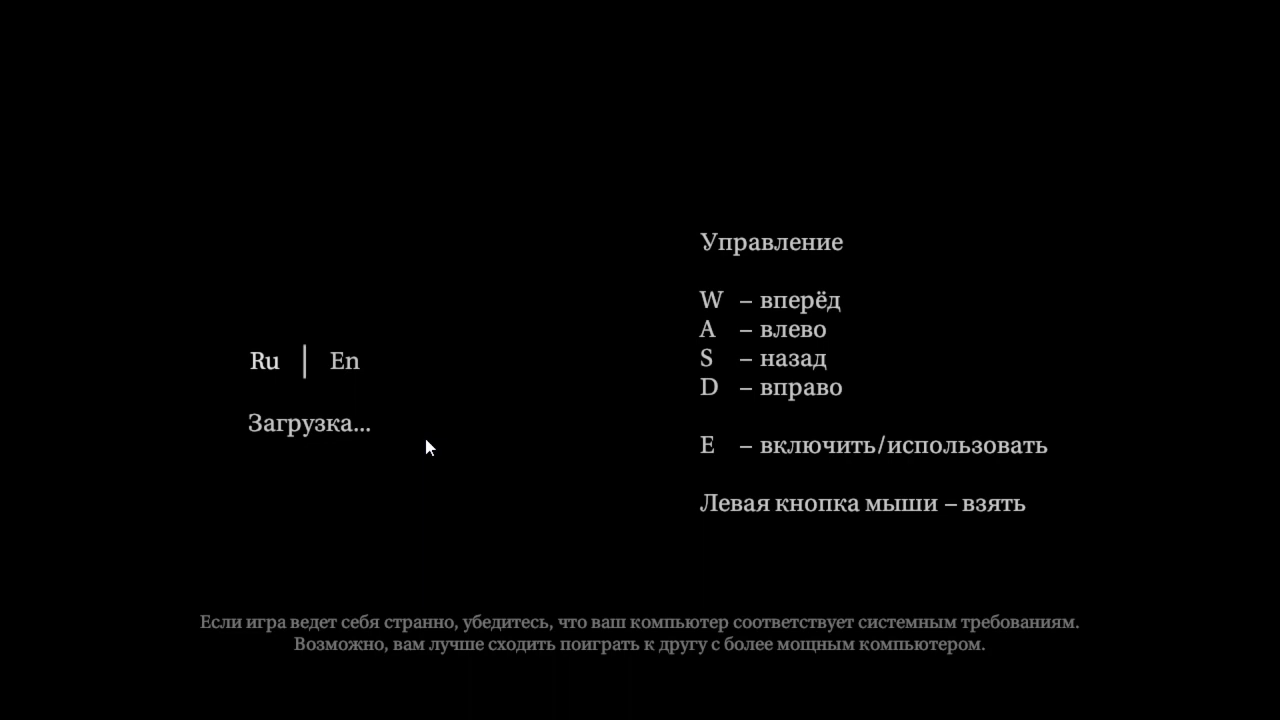 Ru | En
Загрузка...
Управление
W – вперёд
A – влево
S – назад
D – вправо
E – включить/использовать
Левая кнопка мыши – взять
Если игра ведет себя странно, убедитесь, что ваш компьютер соответствует системным требованиям.
Возможно, вам лучше сходить поиграть к другу с более мощным компьютером.